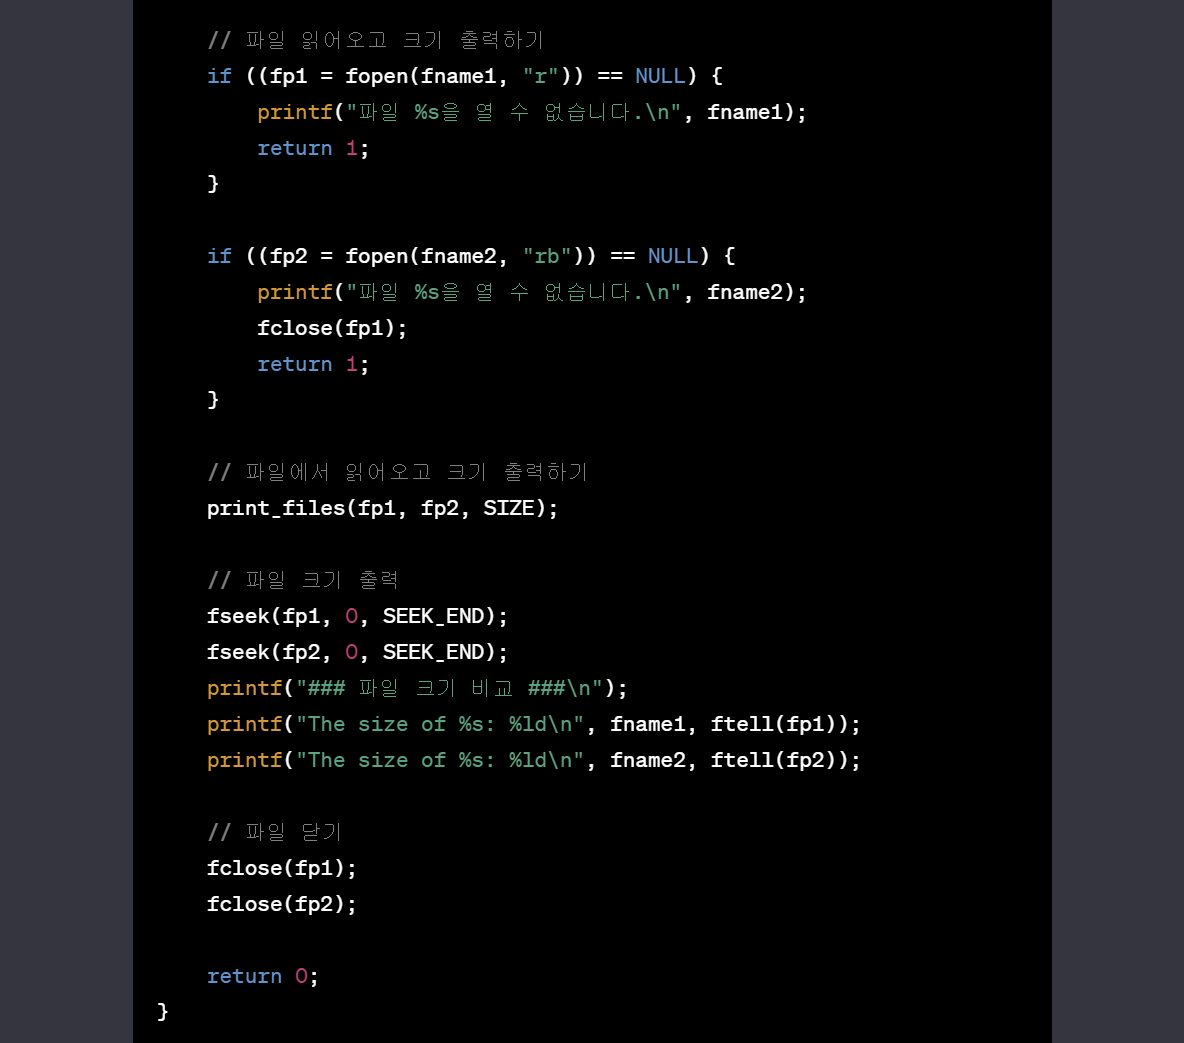 // 파일 읽어오고 크기 출력하기
if ((fp1 = fopen(fname1, "r")) == NULL) {
printf("파일 %s을 열 수 없습니다.\n", fname1);
return 1;
}
if ((fp2 = fopen(fname2, "rb")) == NULL) {
printf("파일 %s을 열 수 없습니다.\n", fname2);
fclose(fp1);
return 1;
}
// 파일에서 읽어오고 크기 출력하기
print_files(fp1, fp2, SIZE);
// 파일 크기 출력
fseek(fp1, 0, SEEK_END);
fseek(fp2, 0, SEEK_END);
printf("### 파일 크기 비교 ###\n");
printf("The size of %s: %ld\n", fname1, ftell(fp1));
printf("The size of %s: %ld\n", fname2, ftell(fp2));
// 파일 닫기
fclose(fp1);
fclose(fp2);
return 0;
}